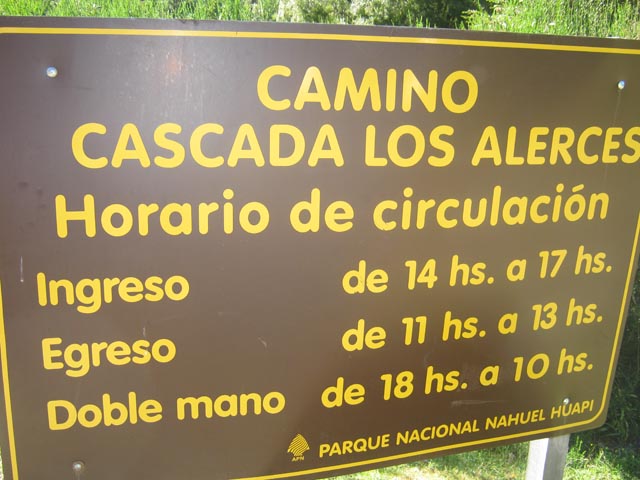 CAMINO
CASCADA LOS ALERCES
Horario de circulación
Ingreso de 14 hs. a 17 hs.
Egreso de 11 hs. a 13 hs.
Doble mano de 18 hs. a 10 hs.
APN PARQUE NACIONAL NAHUEL HUAPI